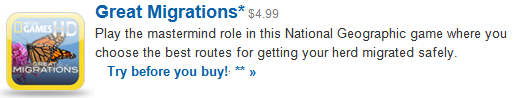 Great Migrations* $4.99
GAMES HD
Play the mastermind role in this National Geographic game where you
choose the best routes for getting your herd migrated safely.
GREAT
MIGRATIONS
Try before you buy!· ** »